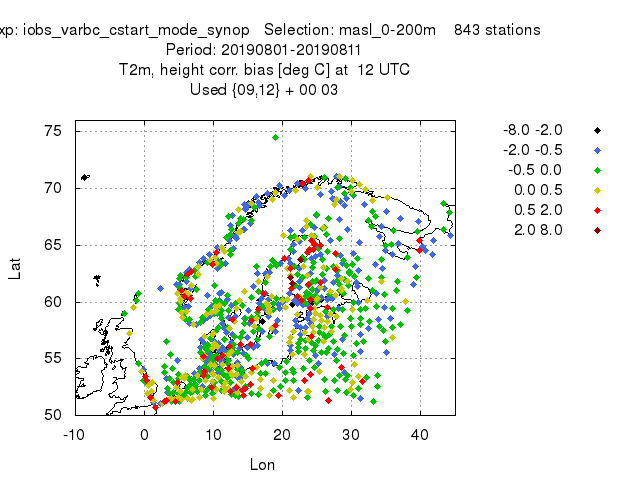 xp: iobs_varbc_cstart_mode_synop Selection: masl_0-200m 843 stations
Period: 20190801-20190811
T2m, height corr. bias [deg C] at 12 UTC
Used {09,12} + 00 03
-8.0 -2.0
-2.0 -0.5
-0.5 0.0
0.0 0.5
0.5 2.0
2.0 8.0
75
70
65
60
55
50
Lat
-10 0 10 20 30 40
Lon